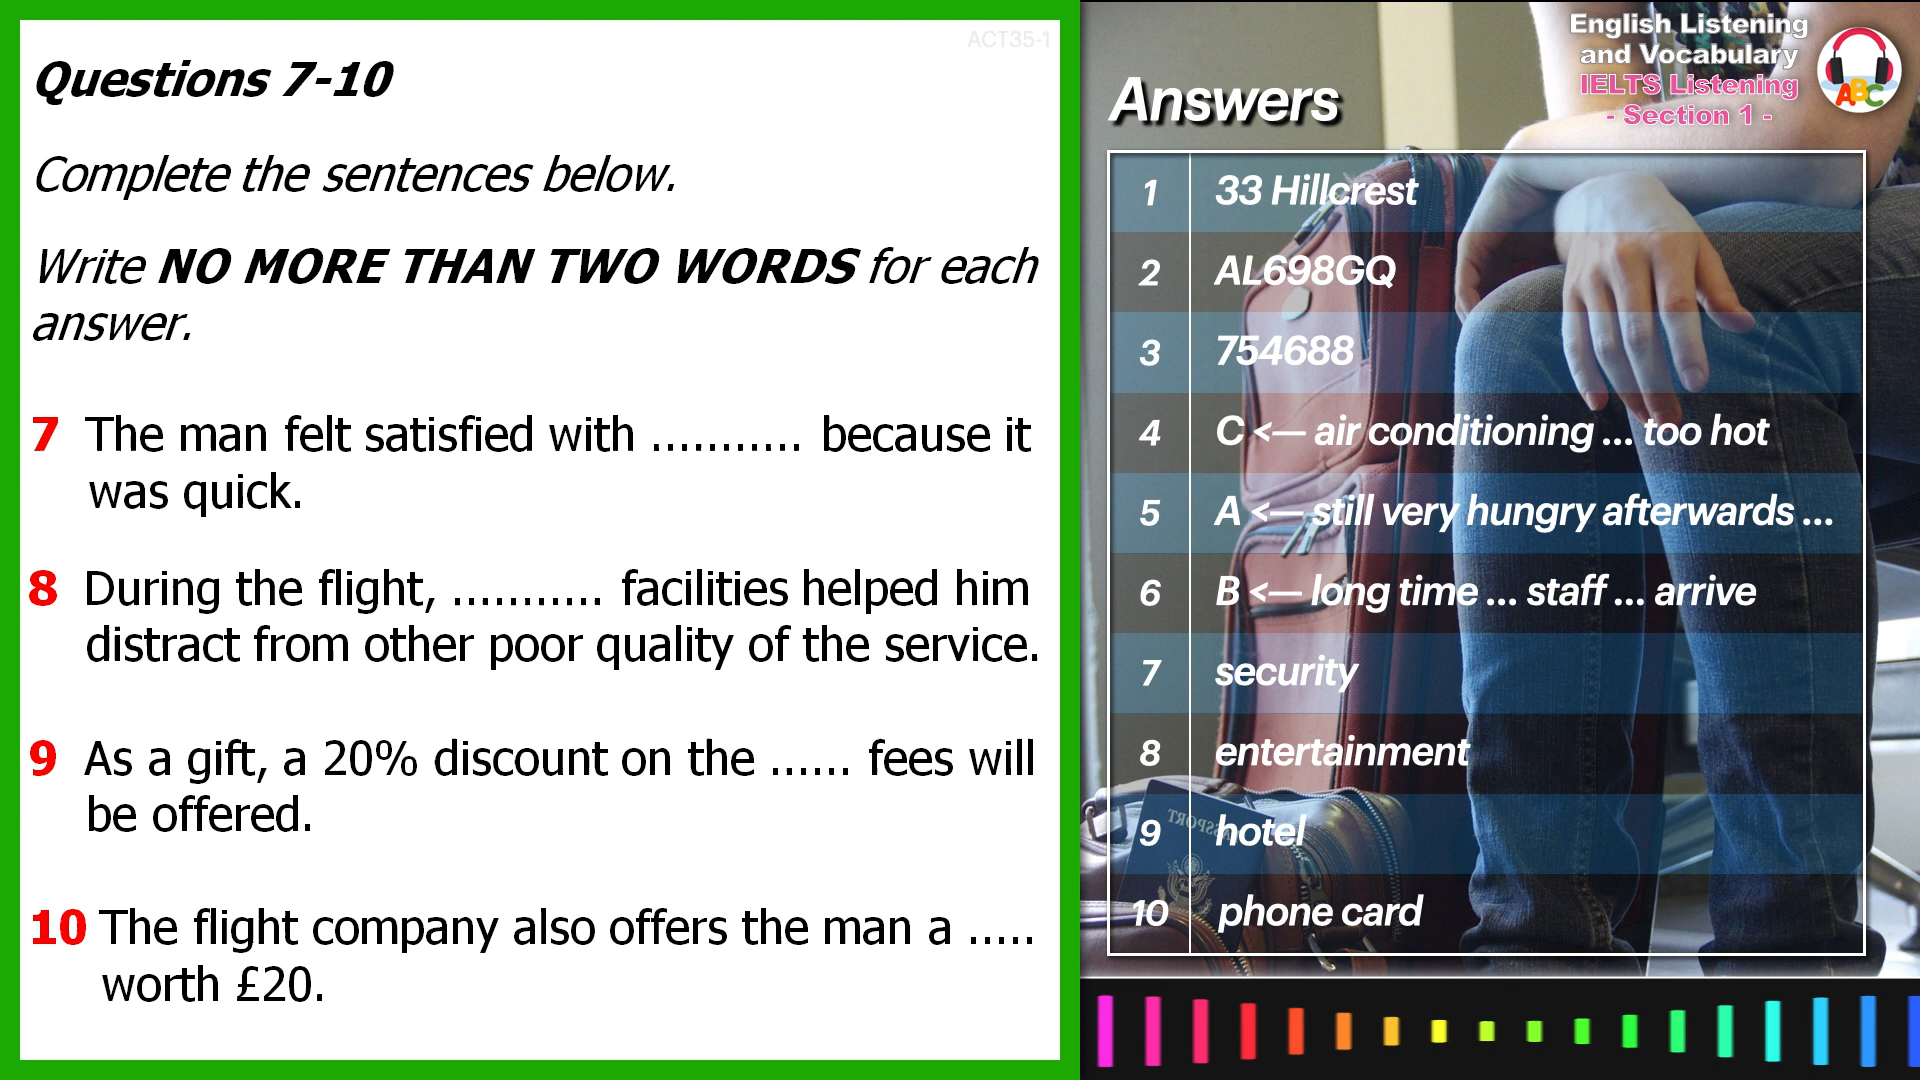 ACT35-1
Questions 7-10
Complete the sentences below.
Write NO MORE THAN TWO WORDS for each
answer.
7 The man felt satisfied with ........... because it
was quick.
8 During the flight, ........... facilities helped him
distract from other poor quality of the service.
9 As a gift, a 20% discount on the ...... fees will
be offered.
10 The flight company also offers the man a .....
worth £20.
English Listening
and Vocabulary
IELTS Listening
- Section 1 -
ABC
Answers
1 33 Hillcrest
2 AL698GQ
3 754688
4 C <— air conditioning ... too hot
5 A <— still very hungry afterwards ...
6 B <— long time ... staff ... arrive
7 security
8 entertainment
9 hotel
10 phone card
PASSPORT